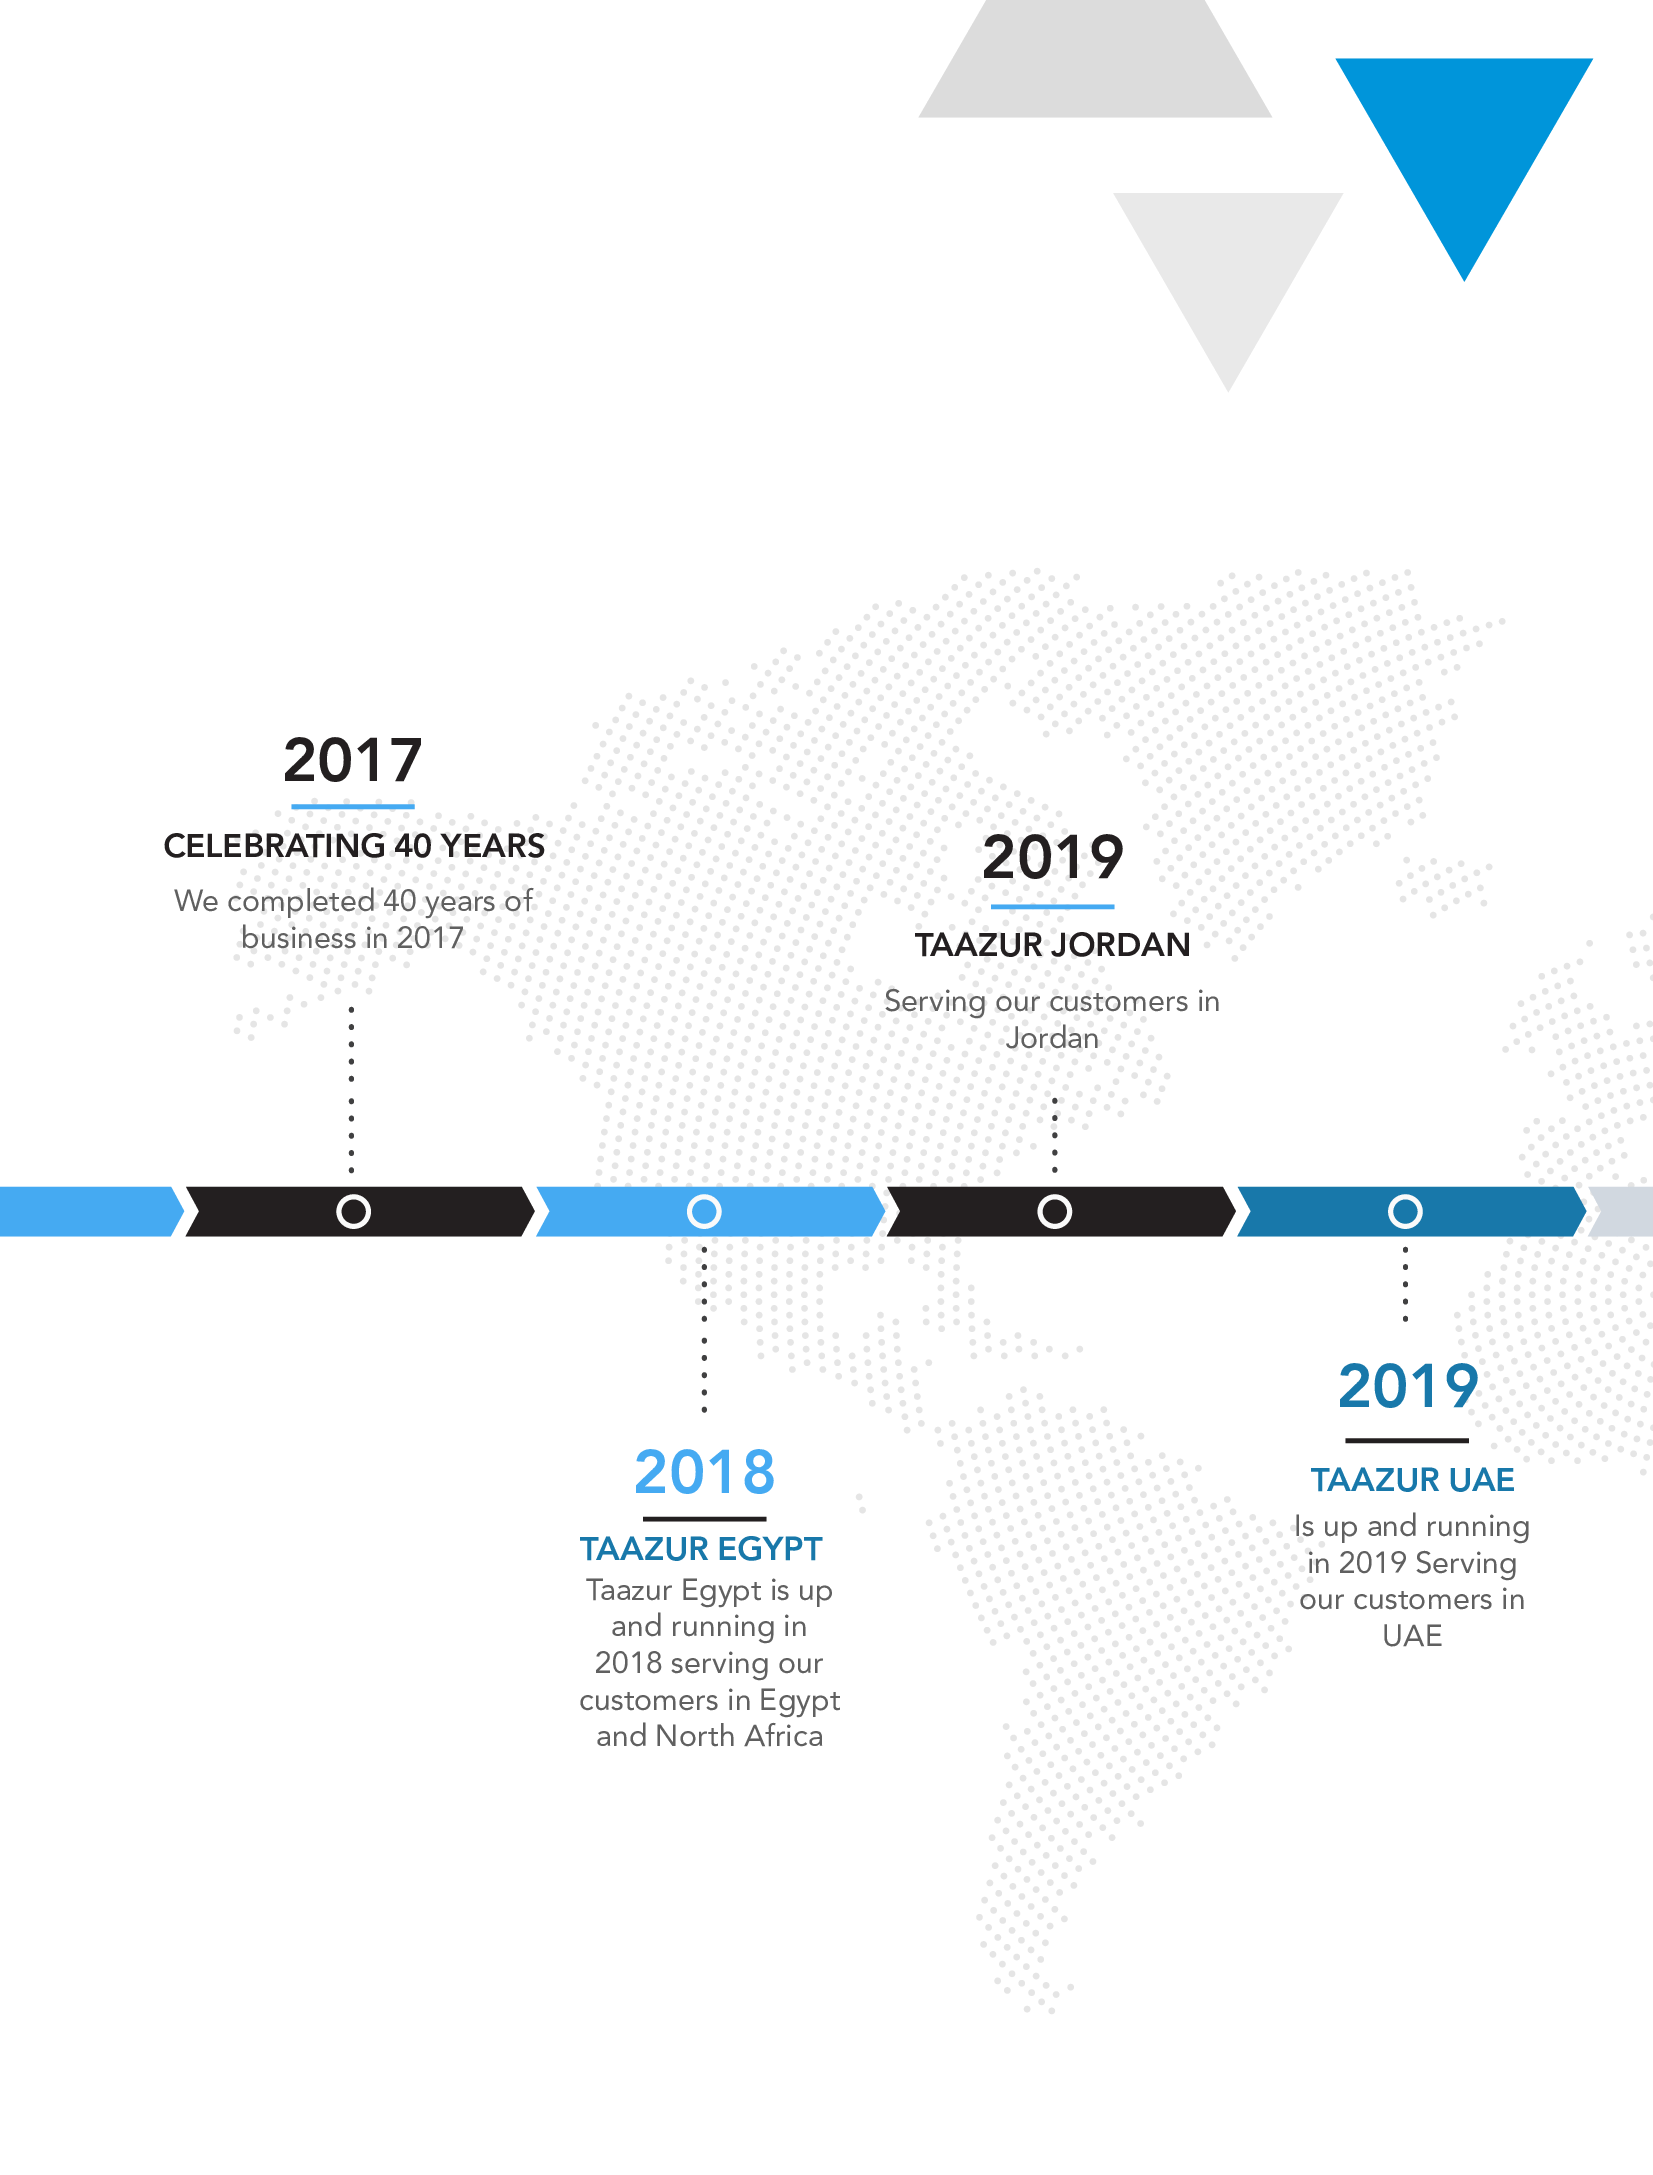 2017
CELEBRATING 40 YEARS
We completed 40 years of
business in 2017
2018
TAAZUR EGYPT
Taazur Egypt is up
and running in
2018 serving our
customers in Egypt
and North Africa
2019
TAAZUR JORDAN
Serving our customers in
Jordan
2019
TAAZUR UAE
Is up and running
in 2019 Serving
our customers in
UAE